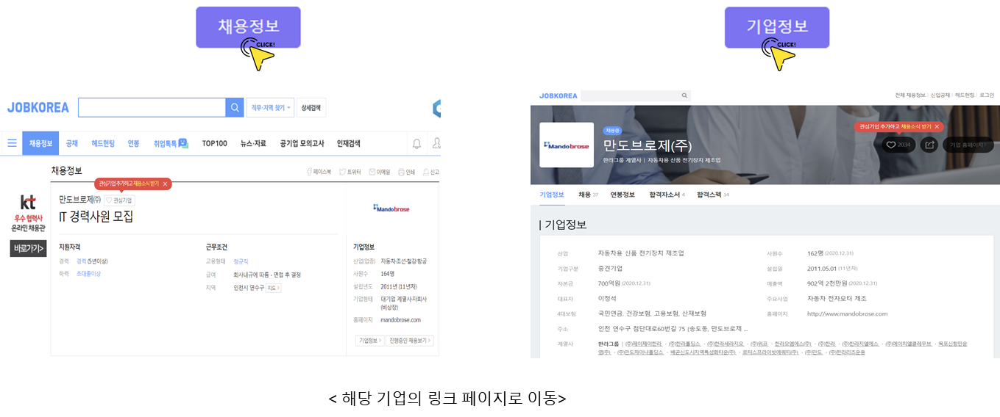 채용정보
CLICK!
기업정보
CLICK!
JOBKOREA
직무·지역 찾기
상세검색
채용정보 공채 헤드헌팅 연봉 취업톡톡 TOP100 뉴스·자료 공기업 모의고사 인재검색
채용정보
페이스북 트위터 이메일 인쇄 신고
관심기업 추가하고 채용소식 받기 ×
만도브로제㈜ 관심기업
IT 경력사원 모집
kt
우수 협력사
온라인 채용관
바로가기>
지원자격
경력 경력 (5년이상)
학력 초대졸이상
근무조건
고용형태 정규직
급여 회사내규에 따름 - 면접 후 결정
지역 인천시 연수구 지도 >
Mandobrose
기업정보
산업(업종) 자동차·조선·철강·항공
사원수 164명
설립년도 2011년 (11년차)
기업형태 대기업 계열사·자회사
(비상장)
홈페이지 mandobrose.com
기업정보 > 진행중인 채용보기 >
JOBKOREA
전체 채용정보 | 신입공채 | 헤드헌팅 | 로그인
관심기업 추가하고 채용소식 받기 ×
Mandobrose
채용중
만도브로제(주)
한라그룹 계열사 | 자동차용 신품 전기장치 제조업
2034
기업 홈페이지
기업정보 채용 37 연봉정보 합격자소서 4 합격스펙 14
기업정보
산업 자동차용 신품 전기장치 제조업 사원수 162명 (2020.12.31)
기업구분 중견기업 설립일 2011.05.01 (11년차)
자본금 700억원 (2020.12.31) 매출액 902억 2천만원 (2020.12.31)
대표자 이정석 주요사업 자동차 전자모터 제조
4대보험 국민연금, 건강보험, 고용보험, 산재보험 홈페이지 http://www.mandobrose.com
주소 인천 연수구 첨단대로60번길 75 (송도동, 만도브로제 ...
계열사 한라그룹 | (주)제이제이한라 · (주)한라홀딩스 · (주)한라세라지오 · (주)위코 · 한라오엠에스(주) · (주)한라 · (주)한라지엘에스 · (주)에이치엘클레무브 · 목포신항만운
영(주) · (주)만도차이나홀딩스 · 배곧신도시지역특성화타운(주) · 로터스프라이빗에쿼티(주) · (주)만도 · (주)한라리츠운용
< 해당 기업의 링크 페이지로 이동>